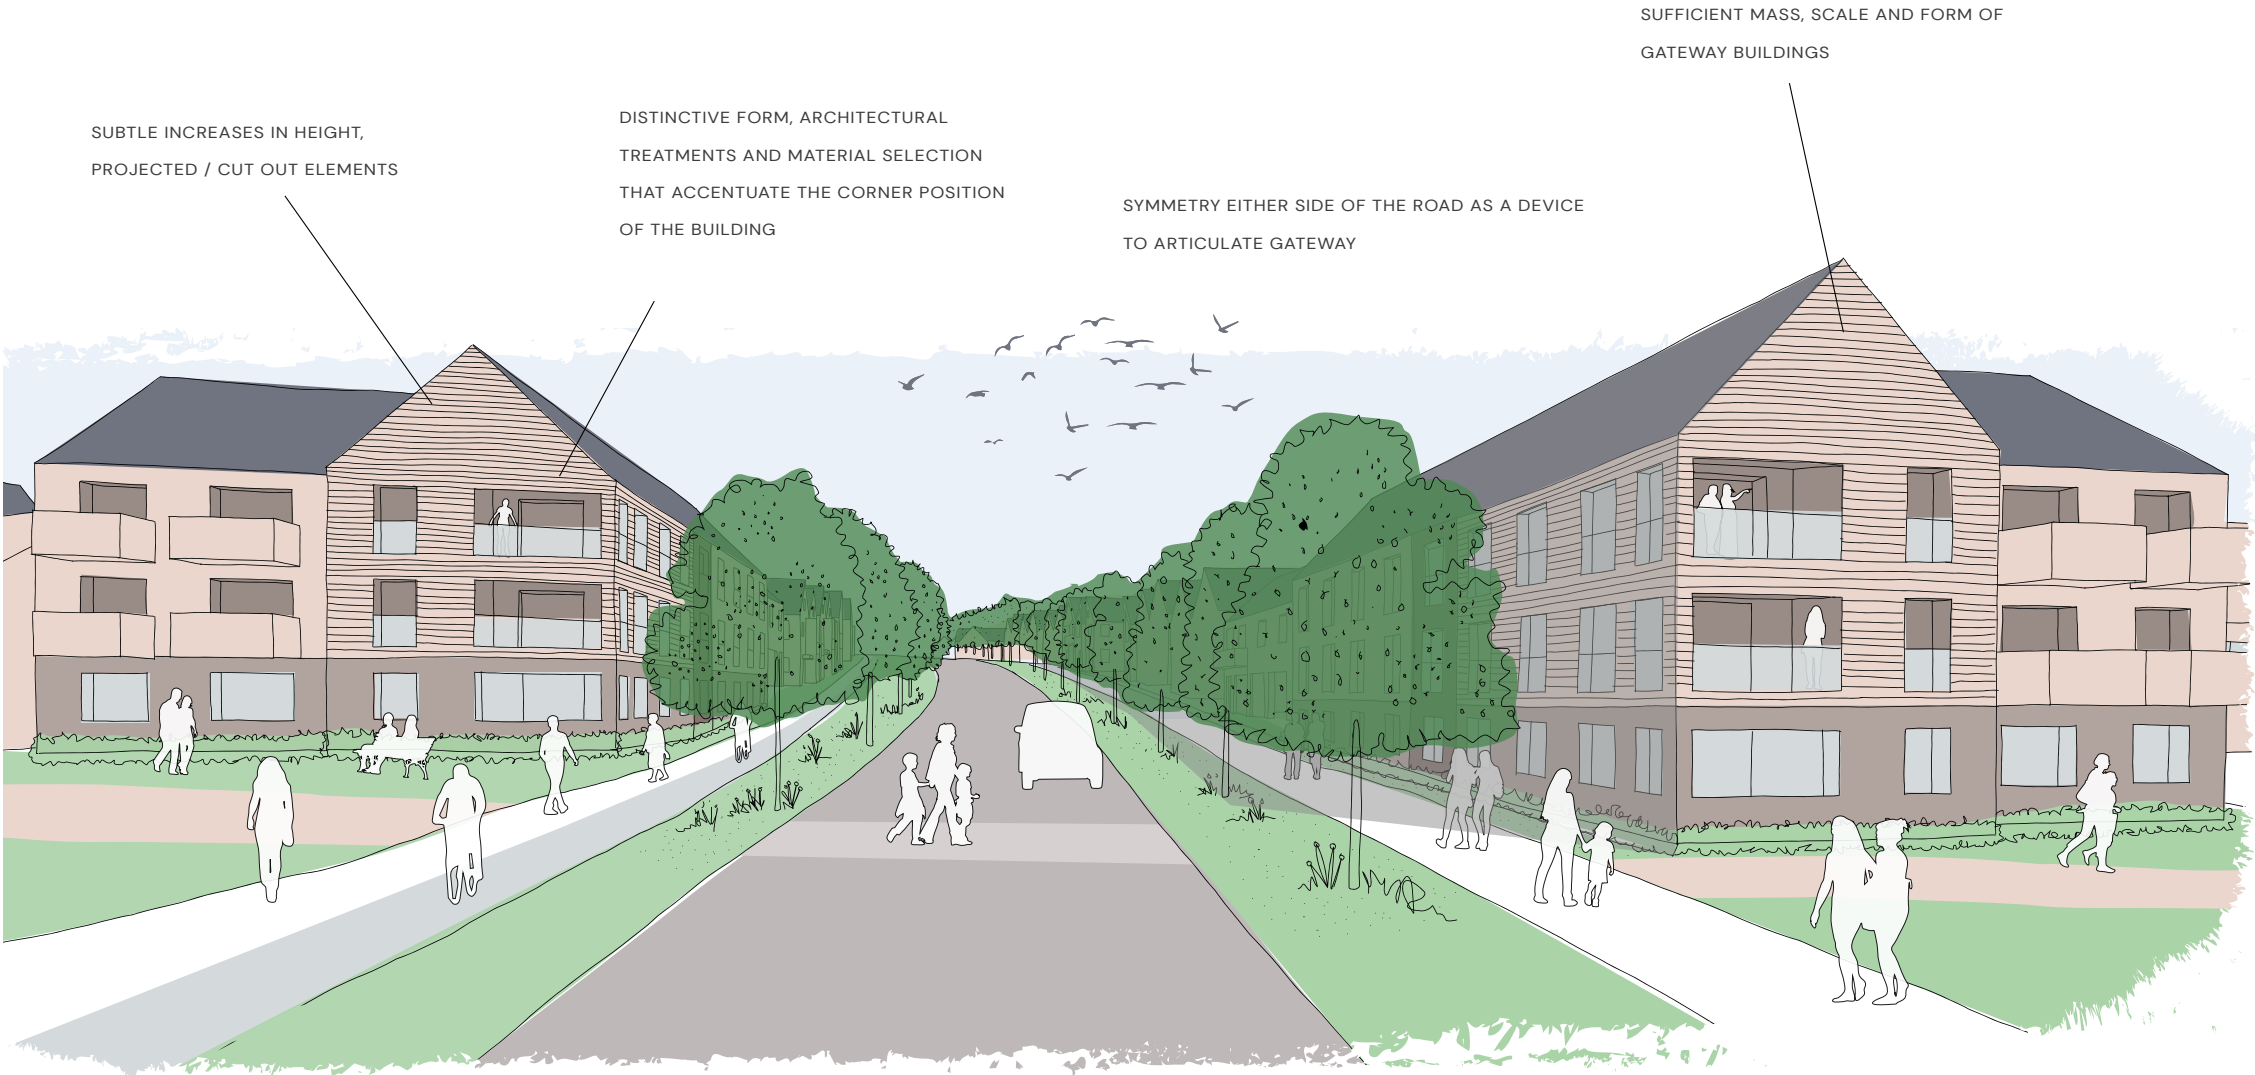 SUFFICIENT MASS, SCALE AND FORM OF
GATEWAY BUILDINGS
SUBTLE INCREASES IN HEIGHT,
PROJECTED / CUT OUT ELEMENTS
DISTINCTIVE FORM, ARCHITECTURAL
TREATMENTS AND MATERIAL SELECTION
THAT ACCENTUATE THE CORNER POSITION
OF THE BUILDING
SYMMETRY EITHER SIDE OF THE ROAD AS A DEVICE
TO ARTICULATE GATEWAY